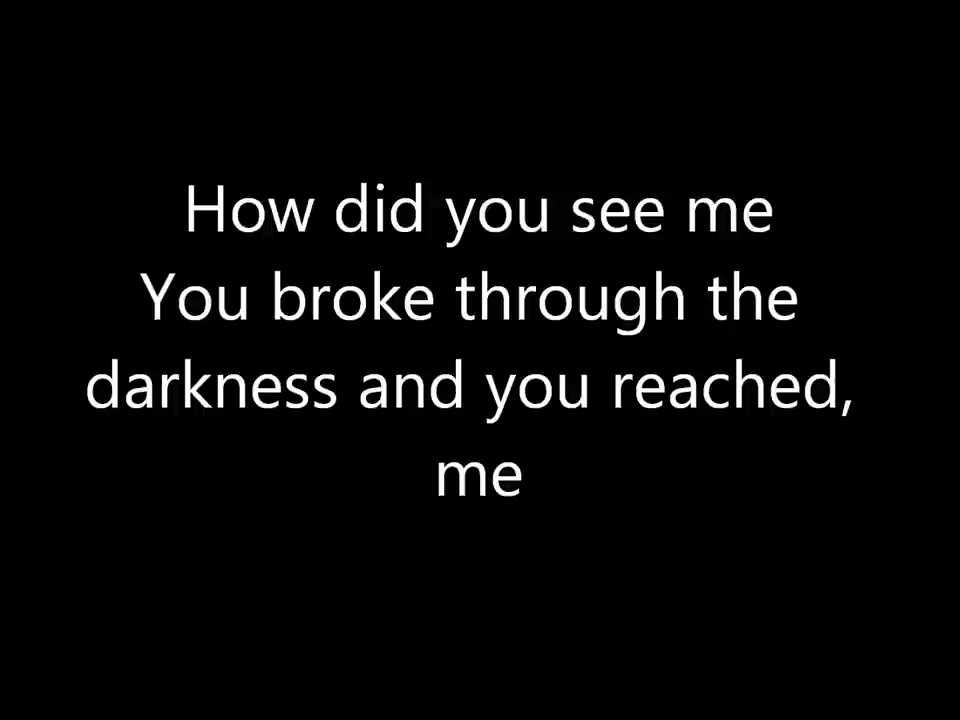 How did you see me
You broke through the
darkness and you reached,
me